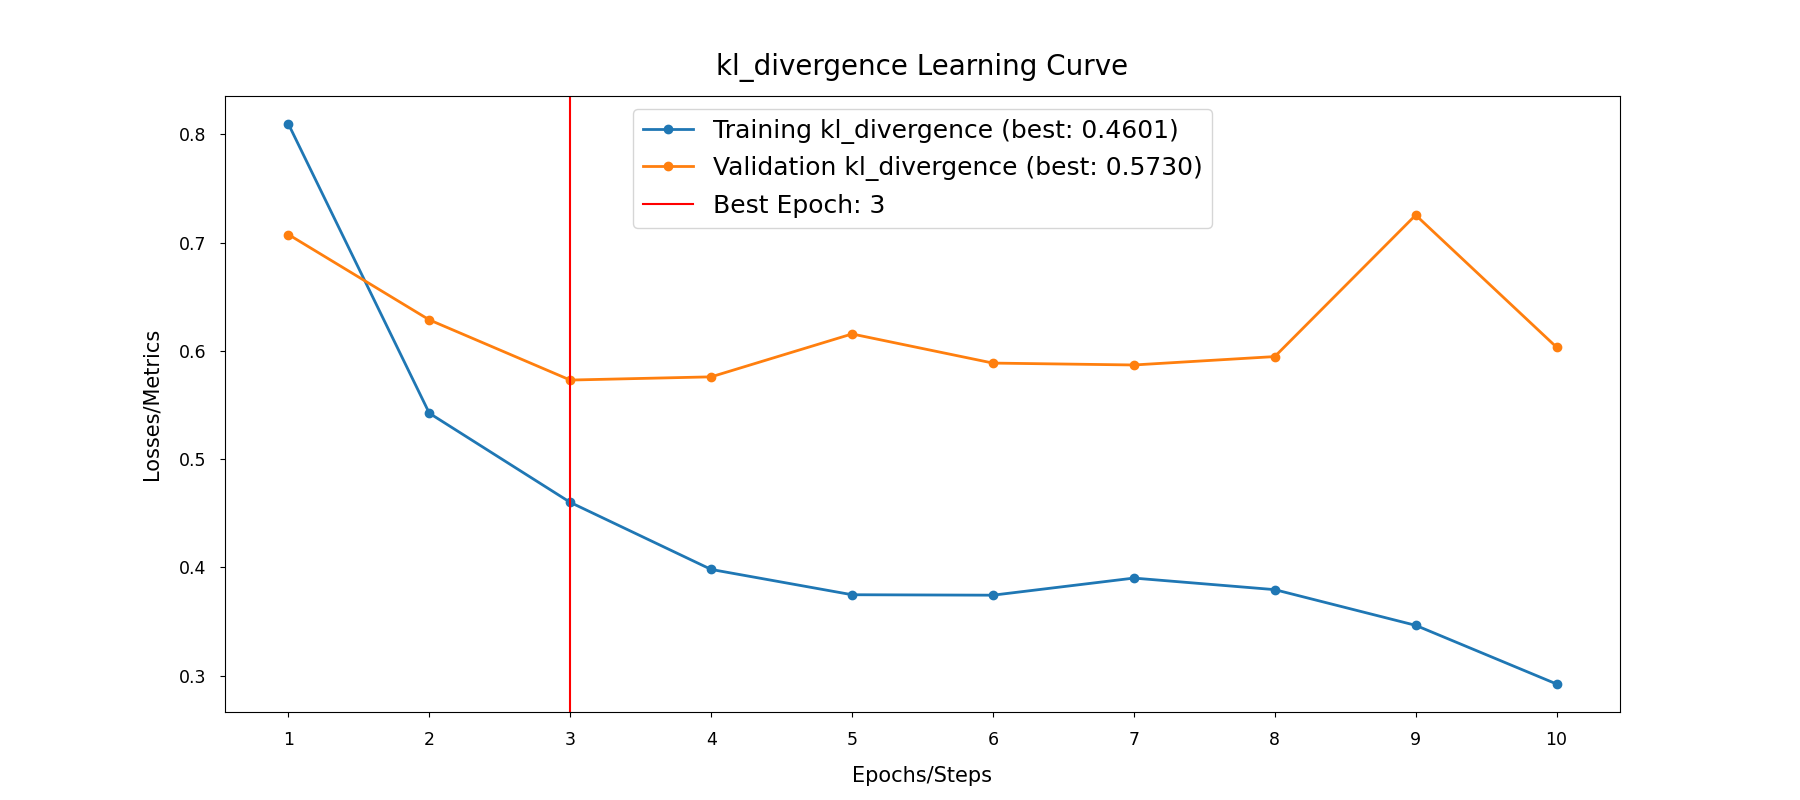 kl_divergence Learning Curve
Training kl_divergence (best: 0.4601)
Validation kl_divergence (best: 0.5730)
Best Epoch: 3
Losses/Metrics
0.8
0.7
0.6
0.5
0.4
0.3
1 2 3 4 5 6 7 8 9 10
Epochs/Steps